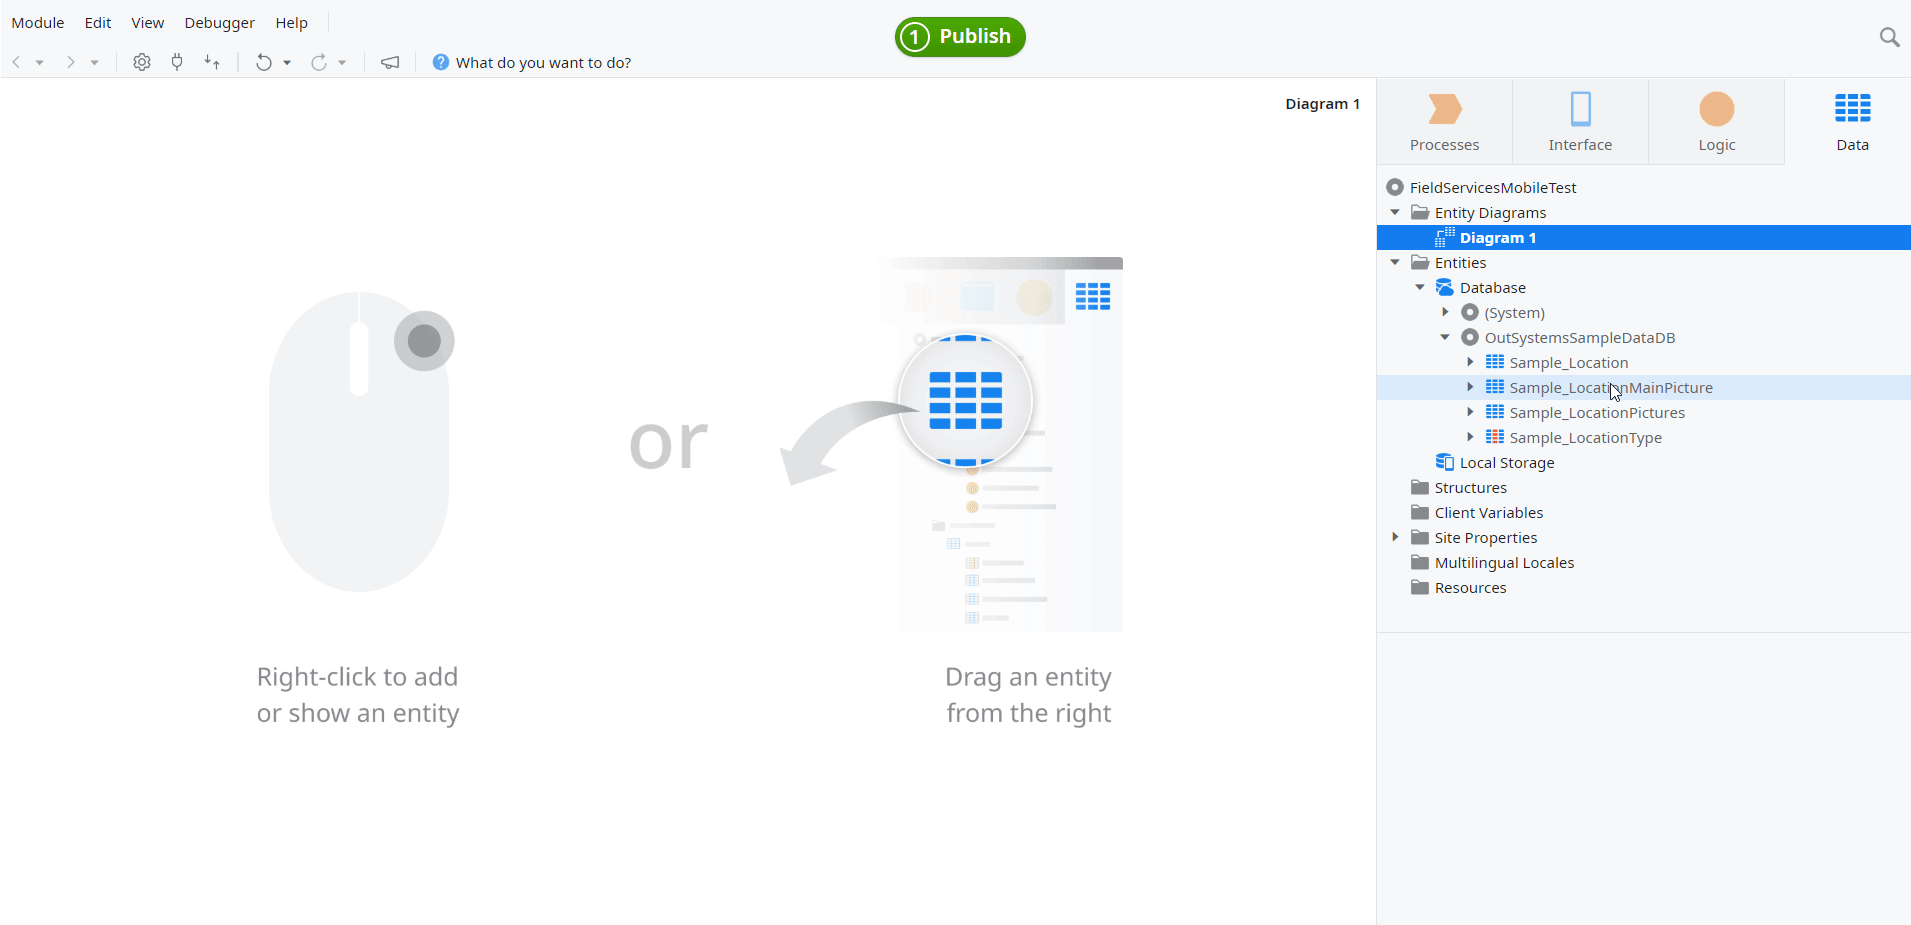 Module Edit View Debugger Help
1 Publish
? What do you want to do?
Diagram 1
Processes Interface Logic Data
FieldServicesMobileTest
Entity Diagrams
Diagram 1
Entities
Database
(System)
OutSystemsSampleDataDB
Sample_Location
Sample_LocationMainPicture
Sample_LocationPictures
Sample_LocationType
Local Storage
Structures
Client Variables
Site Properties
Multilingual Locales
Resources
or
Right-click to add
or show an entity
Drag an entity
from the right